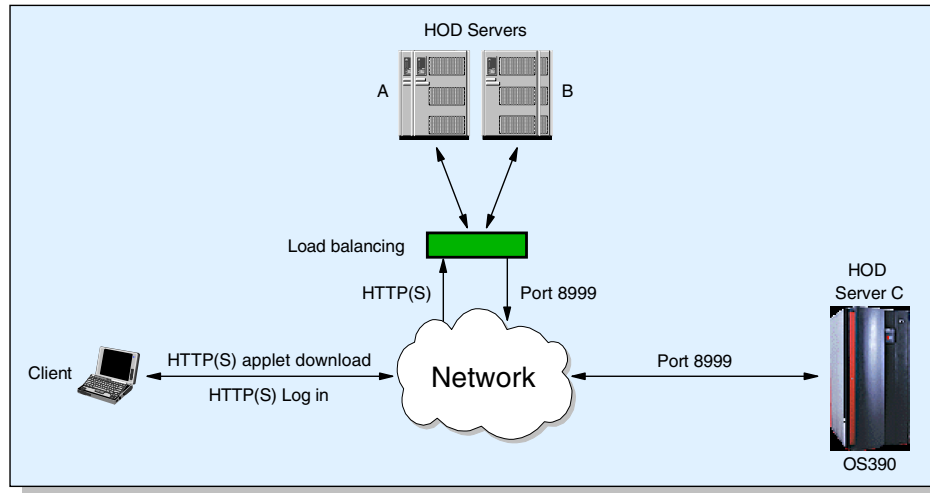 HOD Servers
A
B
Load balancing
HTTP(S)
Port 8999
HOD
Server C
Client
HTTP(S) applet download
HTTP(S) Log in
Network
Port 8999
OS390